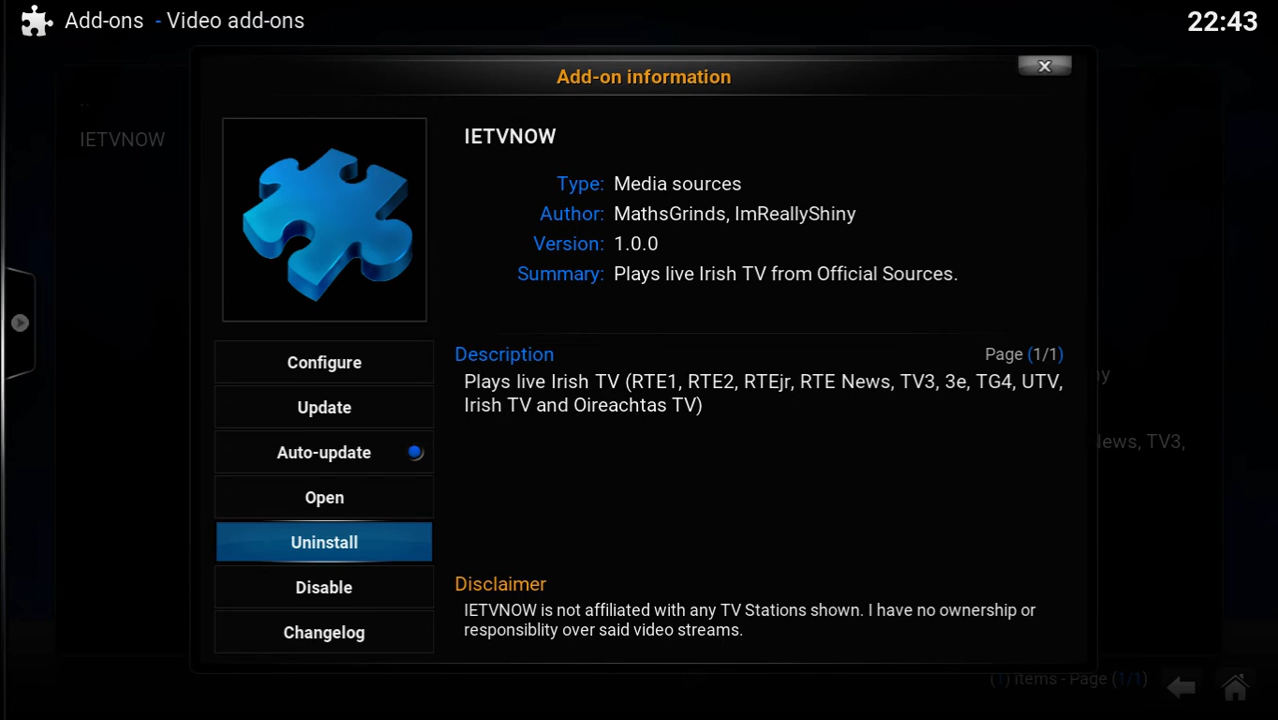 Add-ons - Video add-ons
22:43
Add-on information
x
..
IETVNOW
IETVNOW
Type: Media sources
Author: MathsGrinds, ImReallyShiny
Version: 1.0.0
Summary: Plays live Irish TV from Official Sources.
Configure
Update
Auto-update
Open
Uninstall
Disable
Changelog
Description
Page (1/1)
Plays live Irish TV (RTE1, RTE2, RTEjr, RTE News, TV3, 3e, TG4, UTV,
Irish TV and Oireachtas TV)
Disclaimer
IETVNOW is not affiliated with any TV Stations shown. I have no ownership or
responsiblity over said video streams.
ny
News, TV3,
(1) Items - Page (1/1)